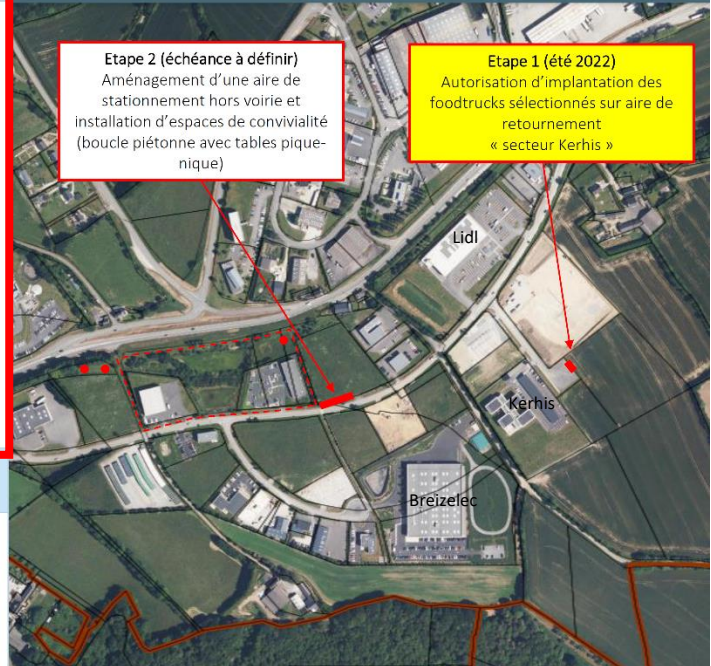 Etape 2 (échéance à définir)
Aménagement d'une aire de
stationnement hors voirie et
installation d'espaces de convivialité
(boucle piétonne avec tables pique-
nique)
Etape 1 (été 2022)
Autorisation d'implantation des
foodtrucks sélectionnés sur aire de
retournement
« secteur Kerhis »
Lidl
Kerhis
Breizelec